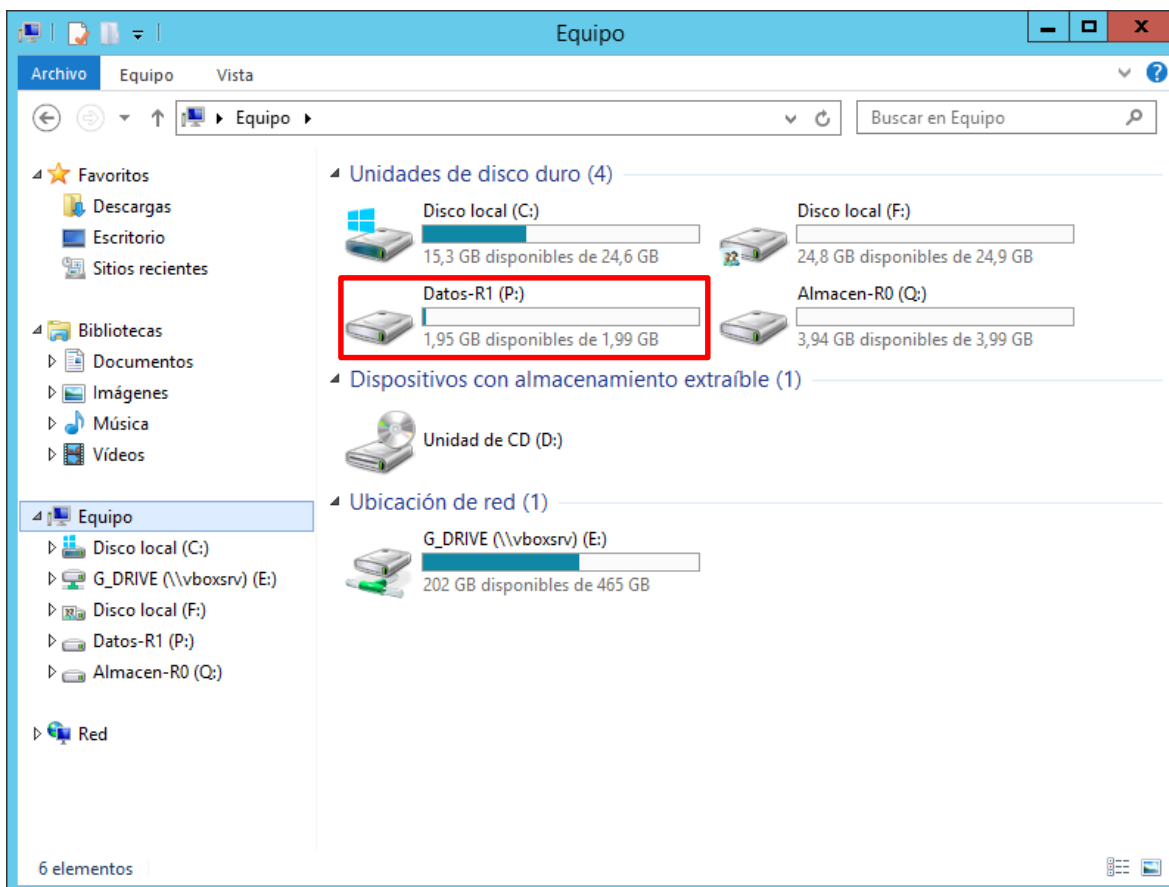 Equipo
Archivo Equipo Vista
Equipo
Buscar en Equipo
Favoritos
Descargas
Escritorio
Sitios recientes
Bibliotecas
Documentos
Imágenes
Música
Vídeos
Equipo
Disco local (C:)
G_DRIVE (\\vboxsrv) (E:)
Disco local (F:)
Datos-R1 (P:)
Almacen-R0 (Q:)
Red
Unidades de disco duro (4)
Disco local (C:)
15,3 GB disponibles de 24,6 GB
Disco local (F:)
24,8 GB disponibles de 24,9 GB
Datos-R1 (P:)
1,95 GB disponibles de 1,99 GB
Almacen-R0 (Q:)
3,94 GB disponibles de 3,99 GB
Dispositivos con almacenamiento extraíble (1)
Unidad de CD (D:)
Ubicación de red (1)
G_DRIVE (\\vboxsrv) (E:)
202 GB disponibles de 465 GB
6 elementos